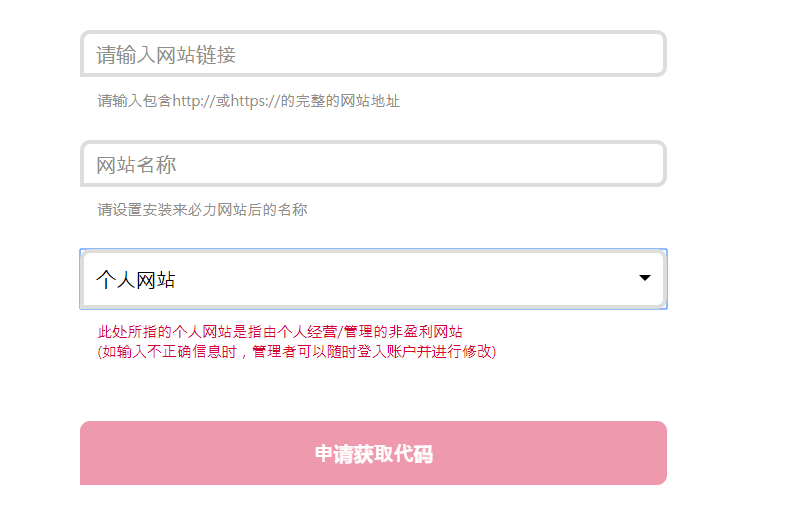 请输入网站链接
请输入包含http://或https://的完整的网站地址
网站名称
请设置安装来必力网站后的名称
个人网站
此处所指的个人网站是指由个人经营/管理的非盈利网站
(如输入不正确信息时，管理者可以随时登入账户并进行修改)
申请获取代码